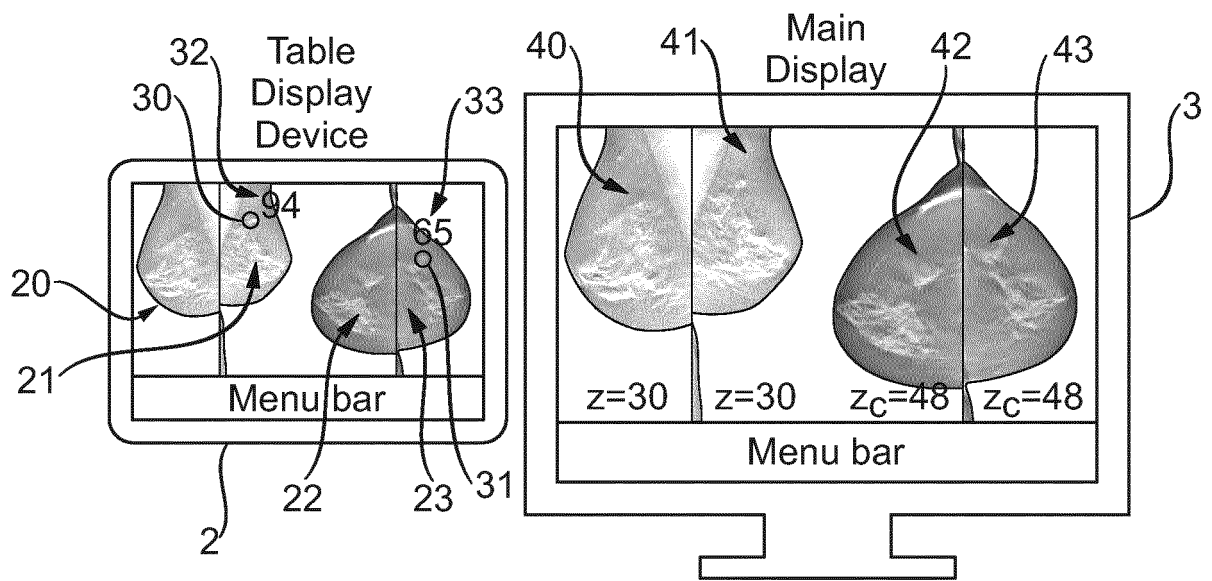 Table
Display
Device
32
30
33
94
65
20
21
Menu bar
22
23
31
2
Main
Display
40
41
42
43
3
z=30
z=30
zC=48
zC=48
Menu bar